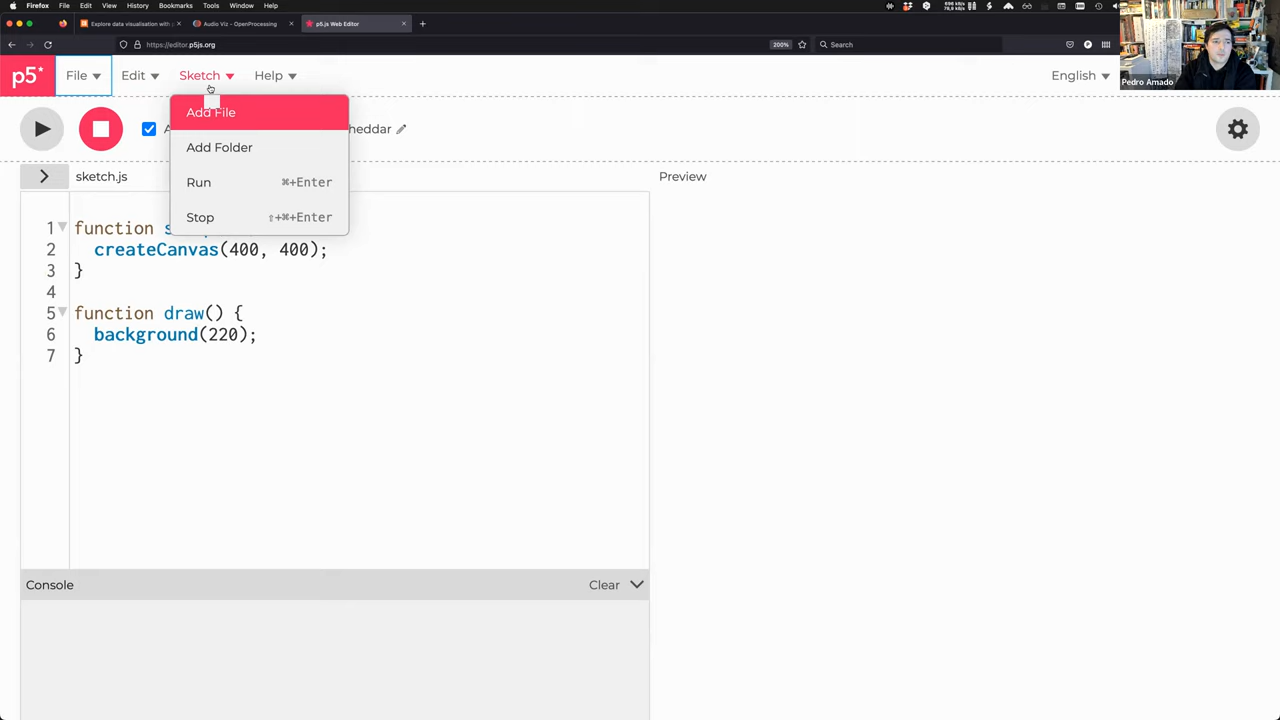 Firefox File Edit View History Bookmarks Tools Window Help
Explore data visualisation with p
Audio Viz - OpenProcessing
p5.js Web Editor
https://editor.p5js.org
200%
Search
Pedro Amado
p5* File Edit Sketch Help English
Add File
Add Folder
Run ⌘+Enter
Stop ⇧+⌘+Enter
A
heddar
sketch.js
Preview
1 function s
2 createCanvas(400, 400);
3 }
4
5 function draw() {
6 background(220);
7 }
Console Clear